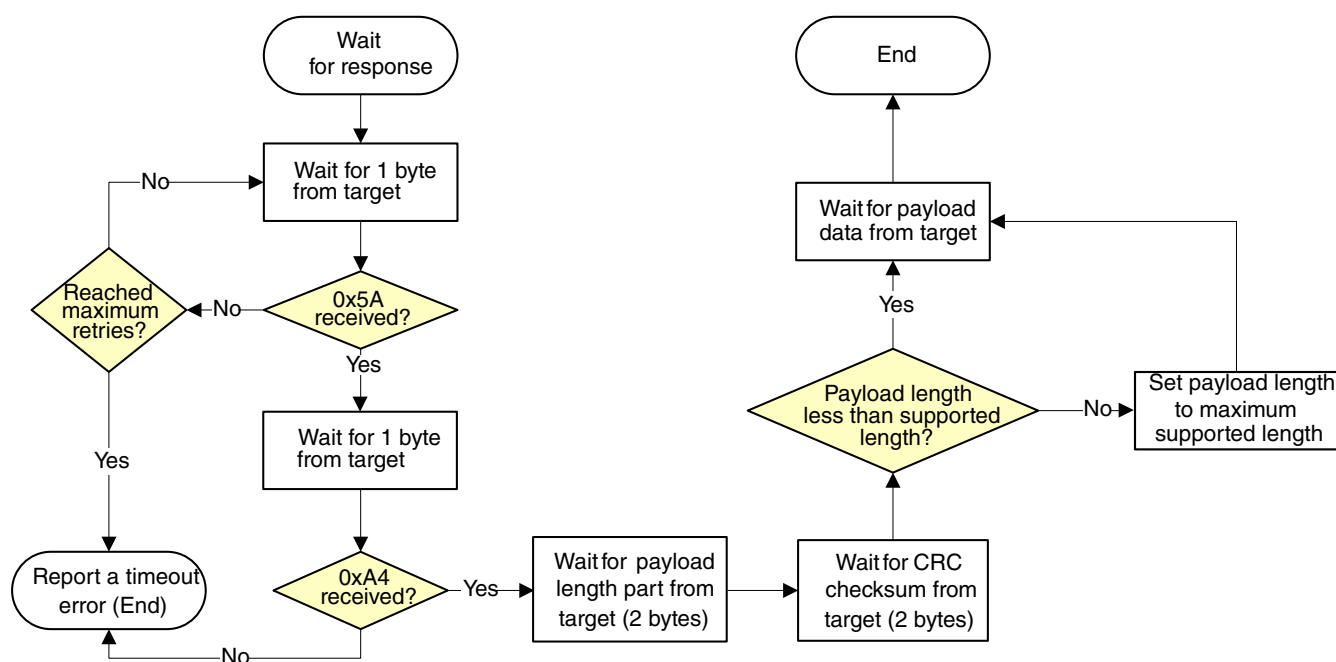 Wait
for response
Wait for 1 byte
from target
No
Reached
maximum
retries?
No
0x5A
received?
Yes
Wait for 1 byte
from target
Yes
Report a timeout
error (End)
0xA4
received?
No
Yes
Wait for payload
length part from
target (2 bytes)
Wait for CRC
checksum from
target (2 bytes)
Payload length
less than supported
length?
No
Set payload length
to maximum
supported length
Yes
Wait for payload
data from target
End